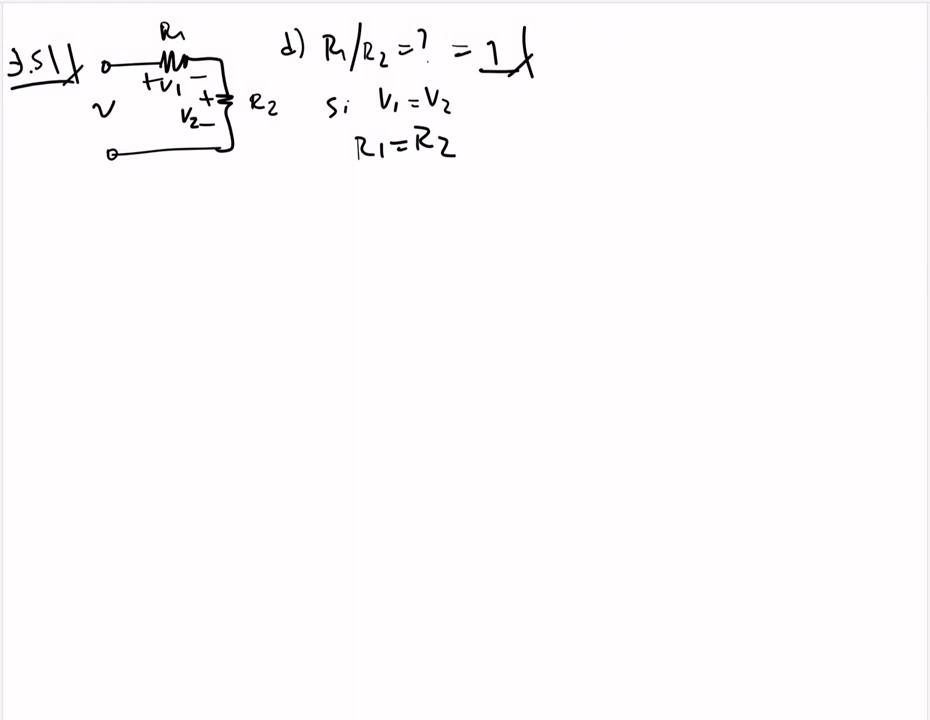 3.51
R1
+ V1 -
V
+
V2 -
R2
d) R1/R2 = ? = 1
Si V1 = V2
R1 = R2